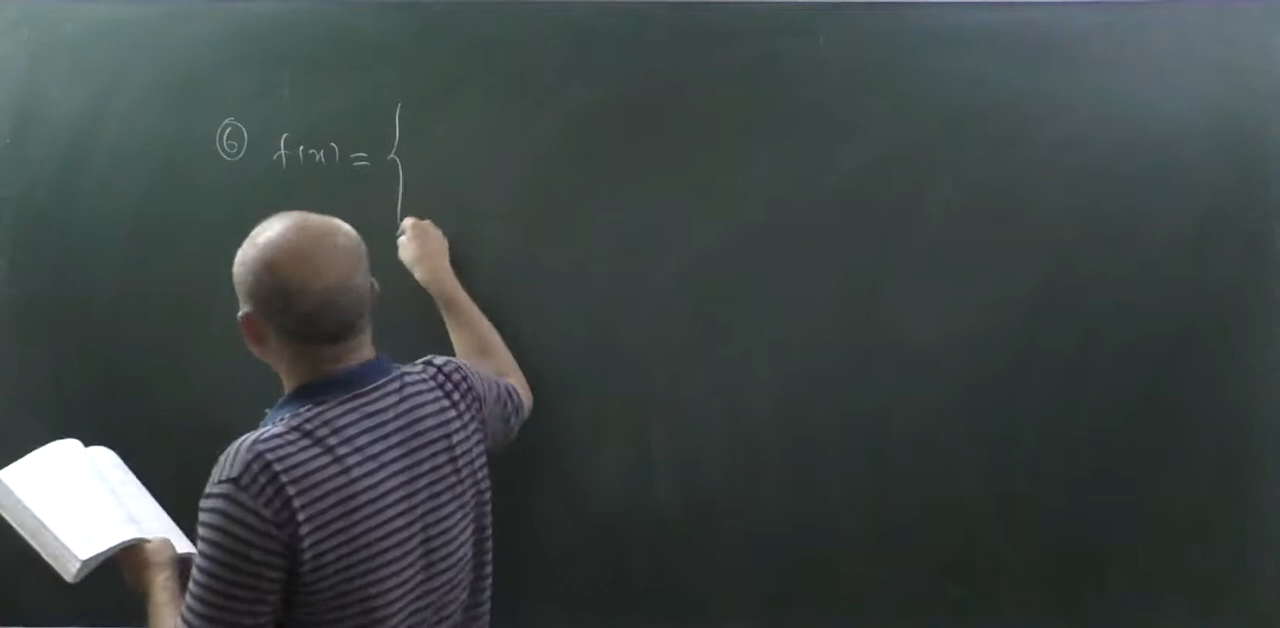 ⑥ f(x) = {